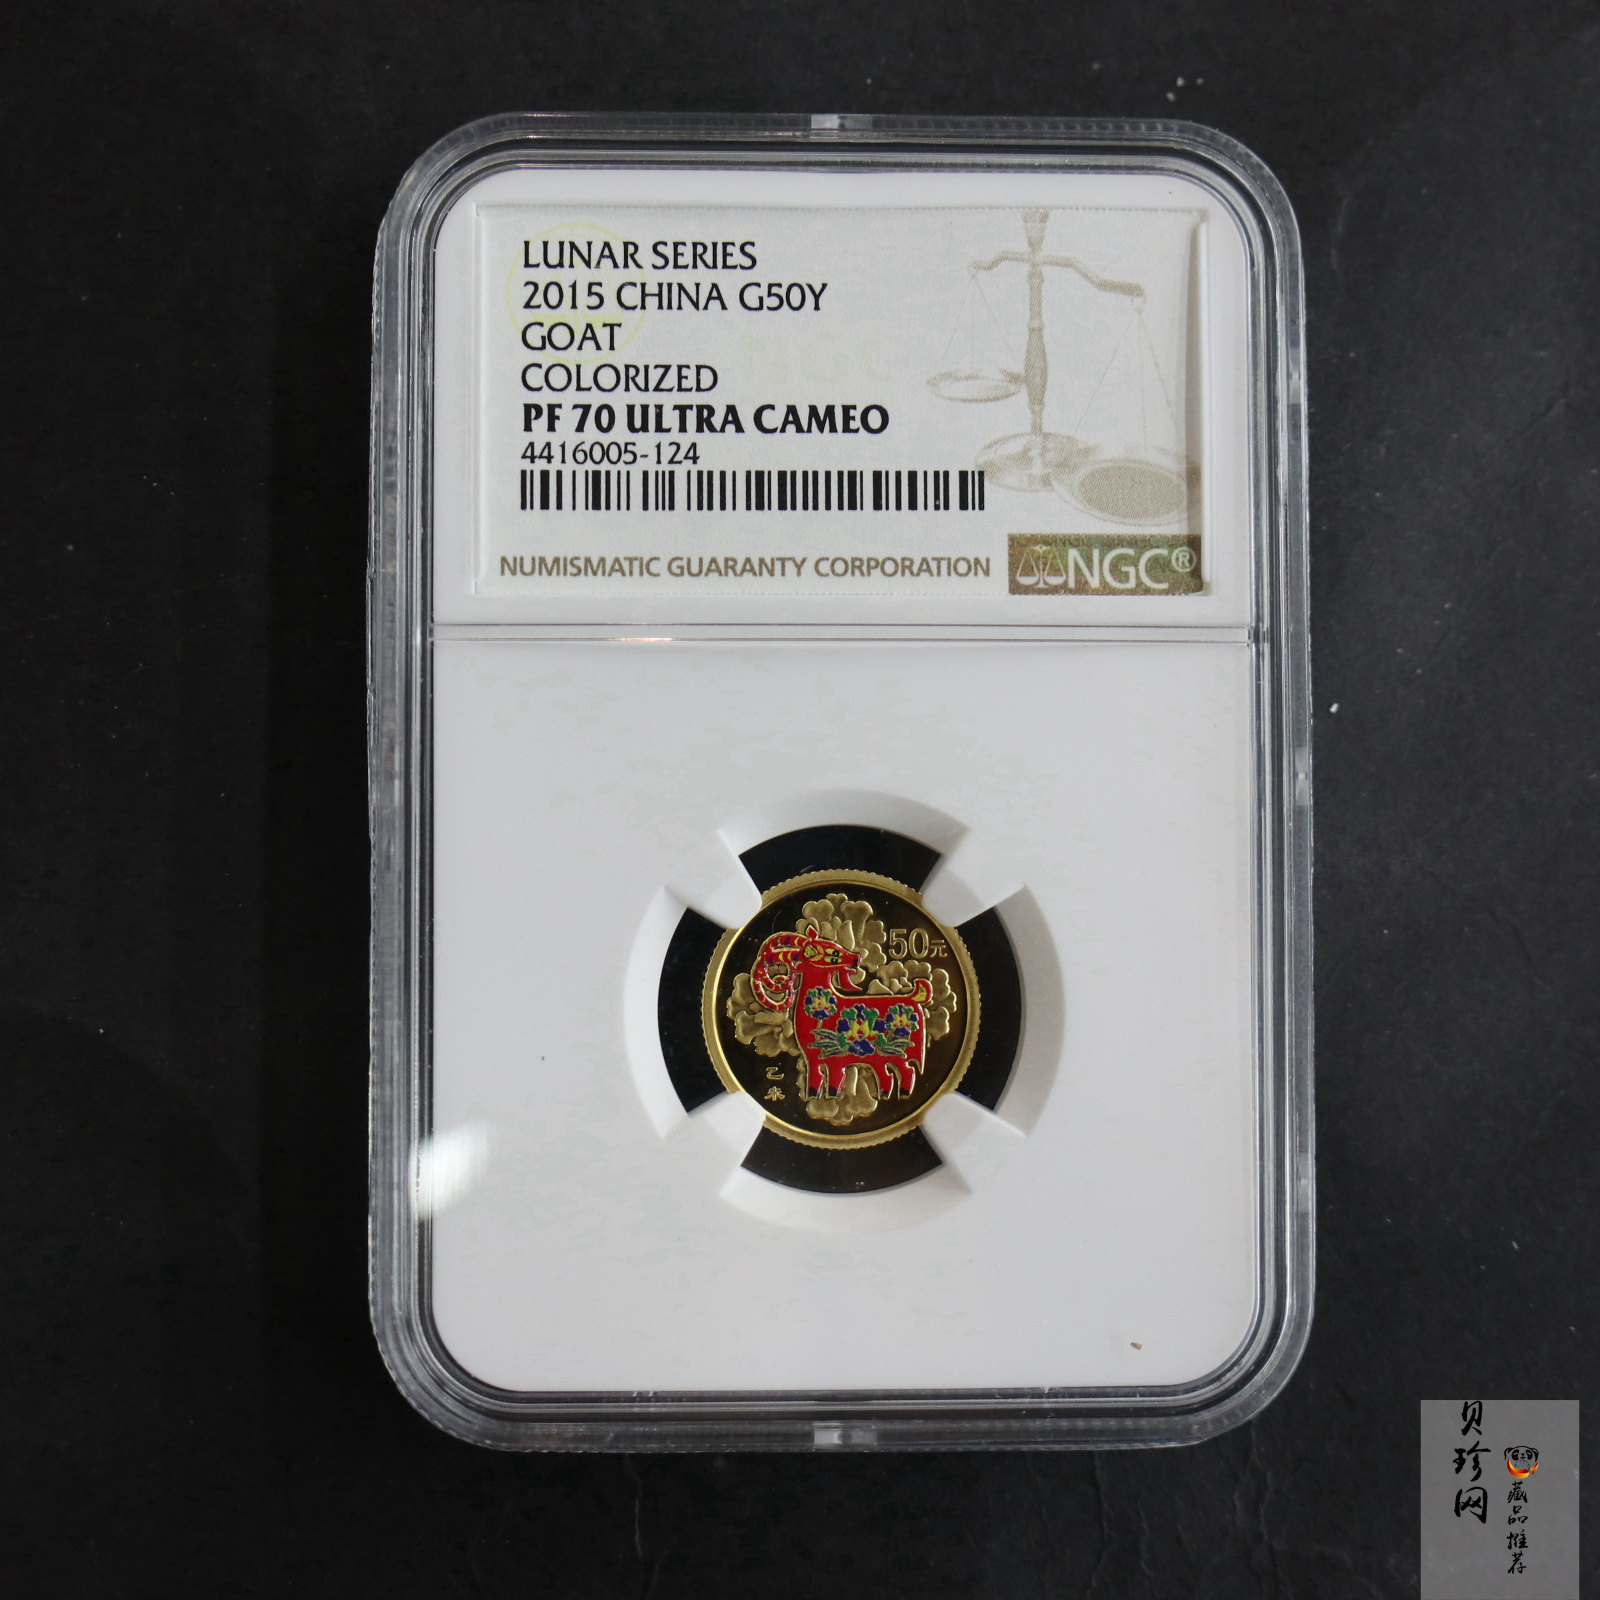 LUNAR SERIES
2015 CHINA G50Y
GOAT
COLORIZED
PF 70 ULTRA CAMEO
4416005-124
NUMISMATIC GUARANTY CORPORATION
NGC®
50元
乙未
贝珍网
藏品推荐